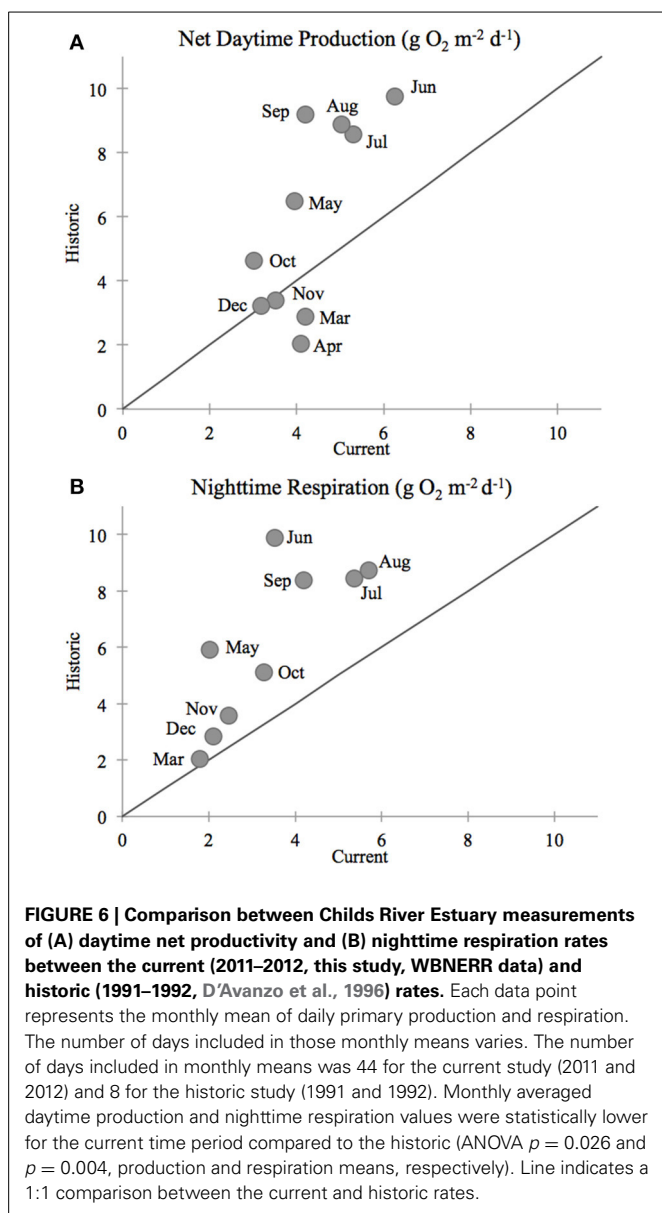 A
Net Daytime Production (g O₂ m⁻² d⁻¹)
10
8
6
4
2
0
Historic
Jun
Sep
Aug
Jul
May
Oct
Nov
Dec
Mar
Apr
0 2 4 6 8 10
Current
B
Nighttime Respiration (g O₂ m⁻² d⁻¹)
10
8
6
4
2
0
Historic
Jun
Aug
Sep
Jul
May
Oct
Nov
Dec
Mar
0 2 4 6 8 10
Current
FIGURE 6 | Comparison between Childs River Estuary measurements
of (A) daytime net productivity and (B) nighttime respiration rates
between the current (2011–2012, this study, WBNERR data) and
historic (1991–1992, D'Avanzo et al., 1996) rates. Each data point
represents the monthly mean of daily primary production and respiration.
The number of days included in those monthly means varies. The number
of days included in monthly means was 44 for the current study (2011 and
2012) and 8 for the historic study (1991 and 1992). Monthly averaged
daytime production and nighttime respiration values were statistically lower
for the current time period compared to the historic (ANOVA p = 0.026 and
p = 0.004, production and respiration means, respectively). Line indicates a
1:1 comparison between the current and historic rates.